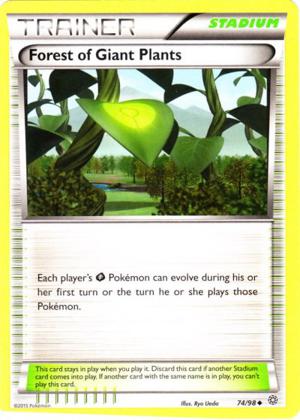 TRAINER STADIUM
Forest of Giant Plants
Each player's Pokémon can evolve during his or
her first turn or the turn he or she plays those
Pokémon.
This card stays in play when you play it. Discard this card if another Stadium
card comes into play. If another card with the same name is in play, you can't
play this card.
©2015 Pokémon
Illus. Ryo Ueda
74/98